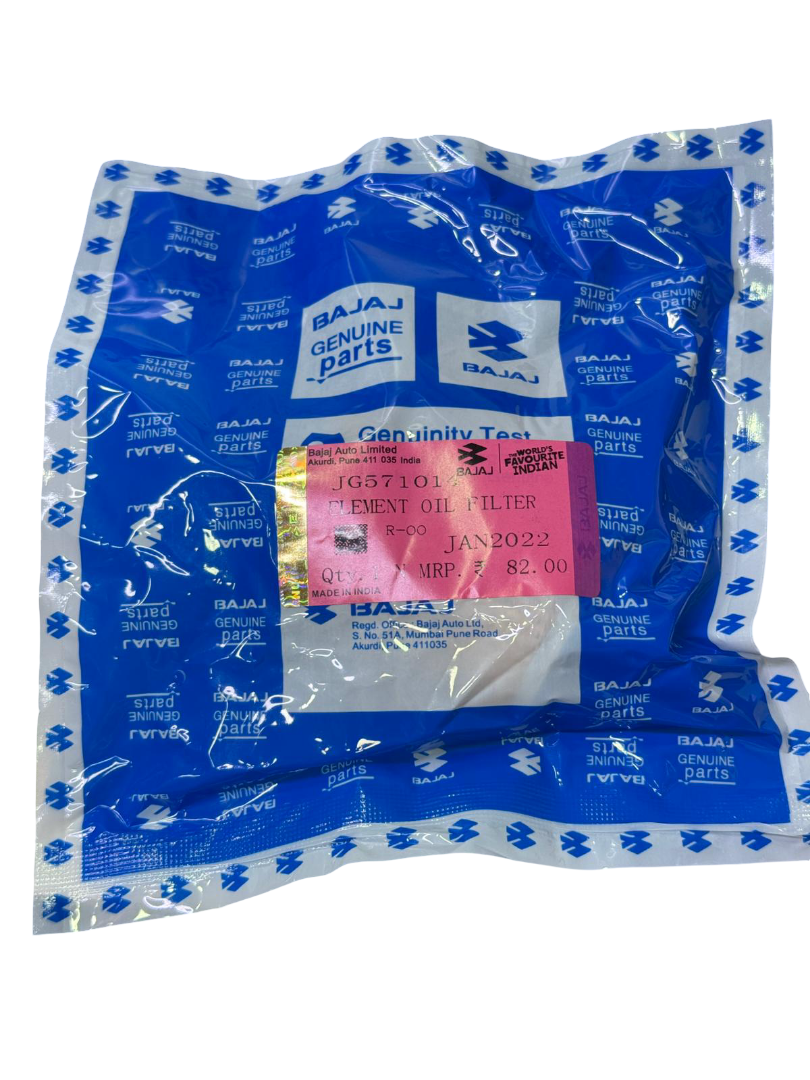 BAJAJ
GENUINE
parts
BAJAJ
Genuinity Test
Bajaj Auto Limited
Akurdi, Pune 411 035 India
BAJAJ
THE WORLD'S
FAVOURITE
INDIAN
ELEMENT OIL FILTER
R-00
JAN2022
Qty. N MRP. ₹ 82.00
MADE IN INDIA
BAJAJ
Regd. Office Bajaj Auto Ltd,
S. No. 51A, Mumbai Pune Road
Akurdi, Pune 411035